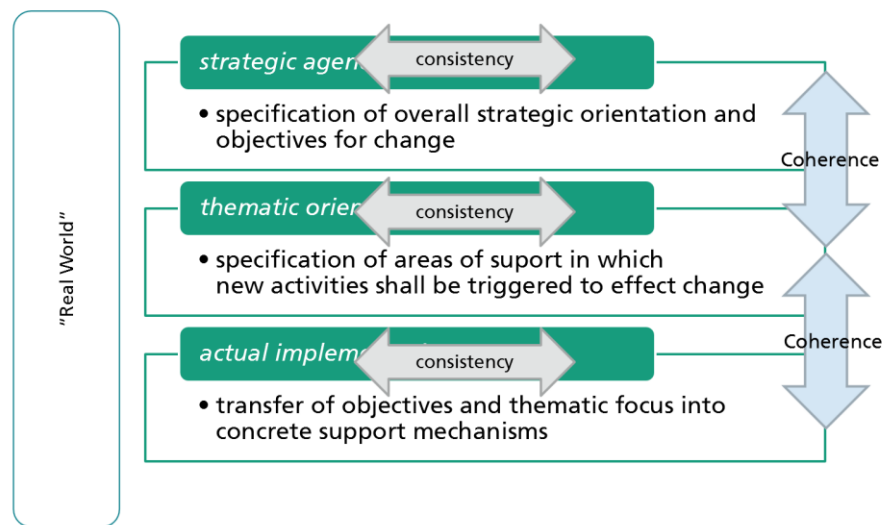 "Real World"
strategic agen
consistency
• specification of overall strategic orientation and
objectives for change
Coherence
thematic orien
consistency
• specification of areas of suport in which
new activities shall be triggered to effect change
Coherence
actual impleme
consistency
• transfer of objectives and thematic focus into
concrete support mechanisms